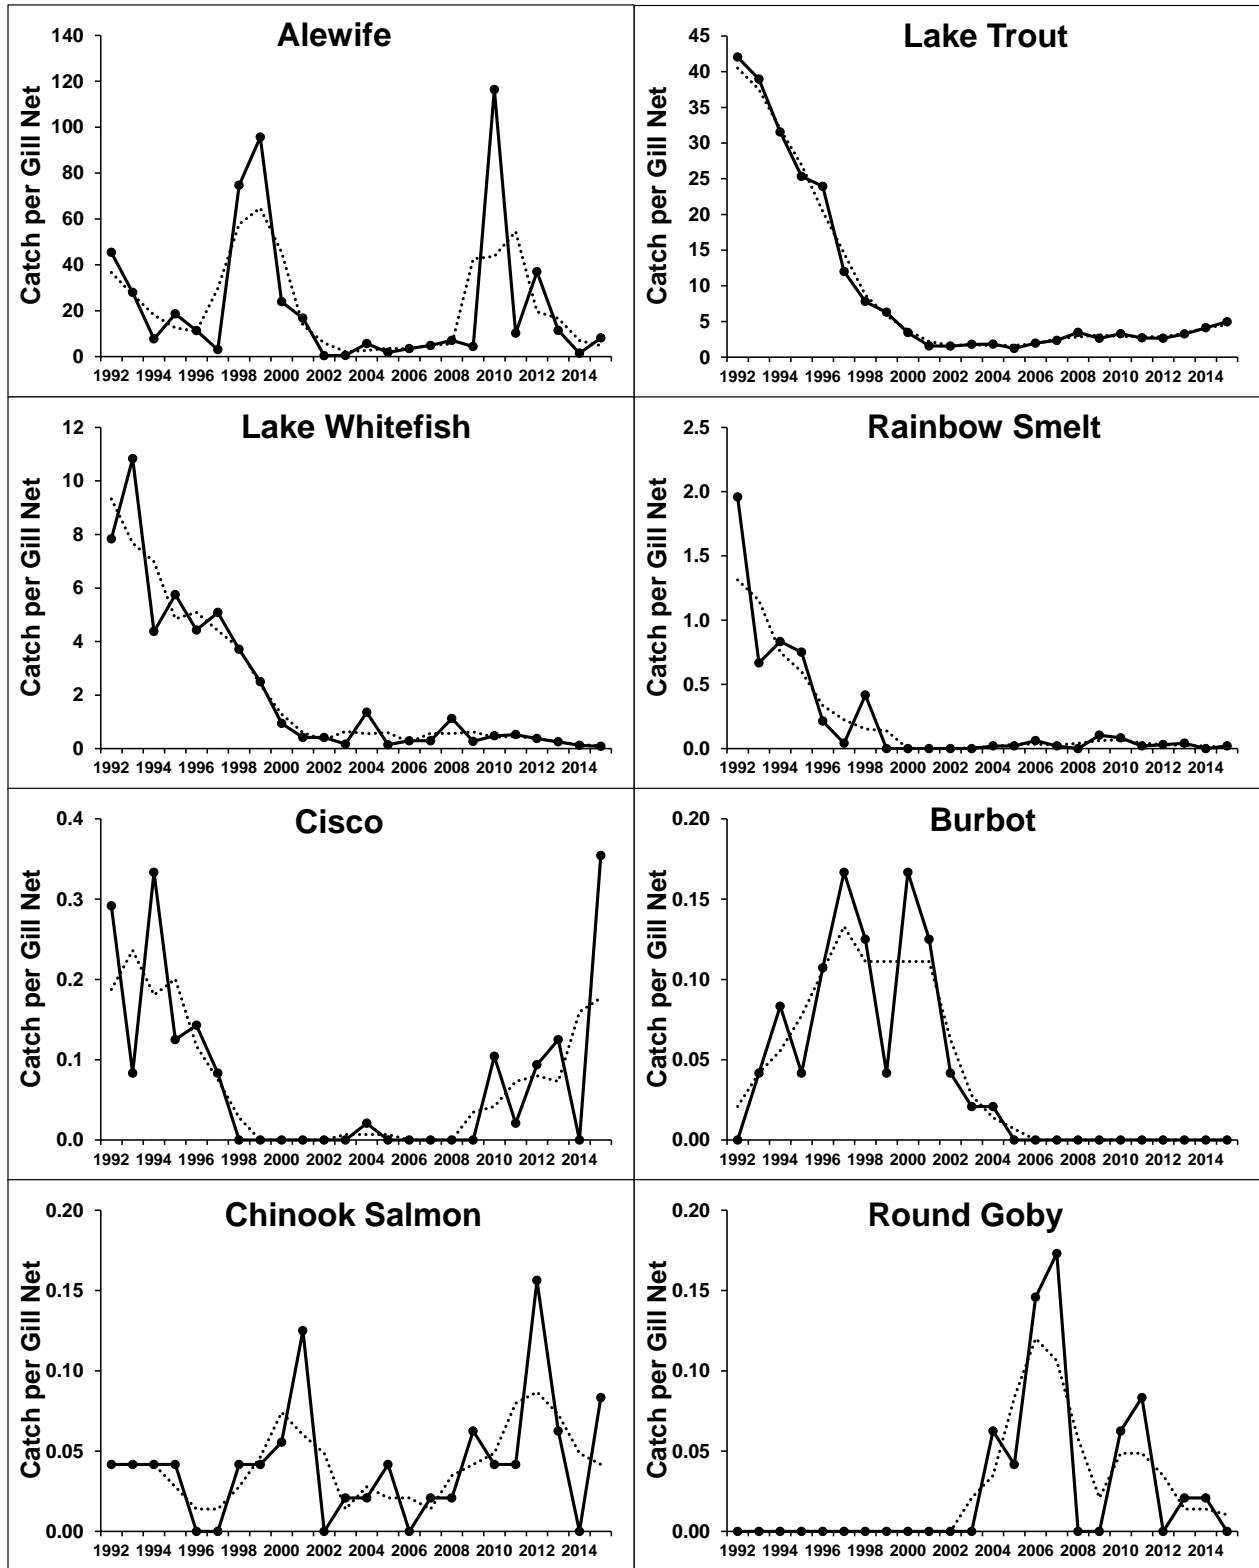 Alewife
Catch per Gill Net
140
120
100
80
60
40
20
0
1992 1994 1996 1998 2000 2002 2004 2006 2008 2010 2012 2014
Lake Trout
Catch per Gill Net
45
40
35
30
25
20
15
10
5
0
1992 1994 1996 1998 2000 2002 2004 2006 2008 2010 2012 2014
Lake Whitefish
Catch per Gill Net
12
10
8
6
4
2
0
1992 1994 1996 1998 2000 2002 2004 2006 2008 2010 2012 2014
Rainbow Smelt
Catch per Gill Net
2.5
2.0
1.5
1.0
0.5
0.0
1992 1994 1996 1998 2000 2002 2004 2006 2008 2010 2012 2014
Cisco
Catch per Gill Net
0.4
0.3
0.2
0.1
0.0
1992 1994 1996 1998 2000 2002 2004 2006 2008 2010 2012 2014
Burbot
Catch per Gill Net
0.20
0.15
0.10
0.05
0.00
1992 1994 1996 1998 2000 2002 2004 2006 2008 2010 2012 2014
Chinook Salmon
Catch per Gill Net
0.20
0.15
0.10
0.05
0.00
1992 1994 1996 1998 2000 2002 2004 2006 2008 2010 2012 2014
Round Goby
Catch per Gill Net
0.20
0.15
0.10
0.05
0.00
1992 1994 1996 1998 2000 2002 2004 2006 2008 2010 2012 2014